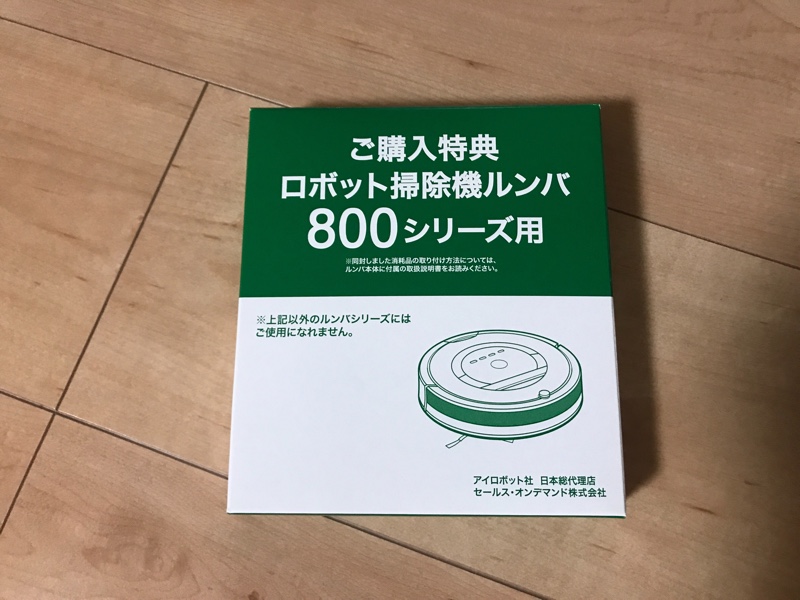 ご購入特典
ロボット掃除機ルンバ
800シリーズ用
※同封しました消耗品の取り付け方法については、
ルンバ本体に付属の取扱説明書をお読みください。
※上記以外のルンバシリーズには
ご使用になれません。
アイロボット社 日本総代理店
セールス・オンデマンド株式会社